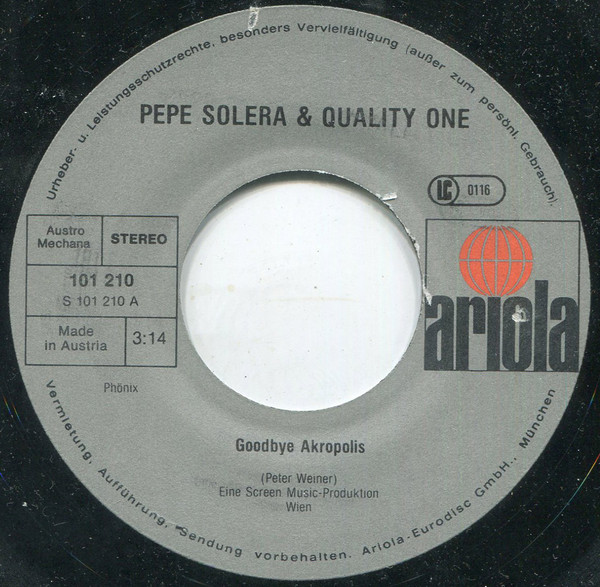 Urheber- u. Leistungsschutzrechte, besonders Vervielfältigung (außer zum persönl. Gebrauch).
PEPE SOLERA & QUALITY ONE
LC 0116
Austro
Mechana
STEREO
101 210
S 101 210 A
Made
in Austria
3:14
ariola
Phönix
Goodbye Akropolis
(Peter Weiner)
Eine Screen Music-Produktion
Wien
Vermietung, Aufführung, Sendung vorbehalten. Ariola-Eurodisc GmbH., München